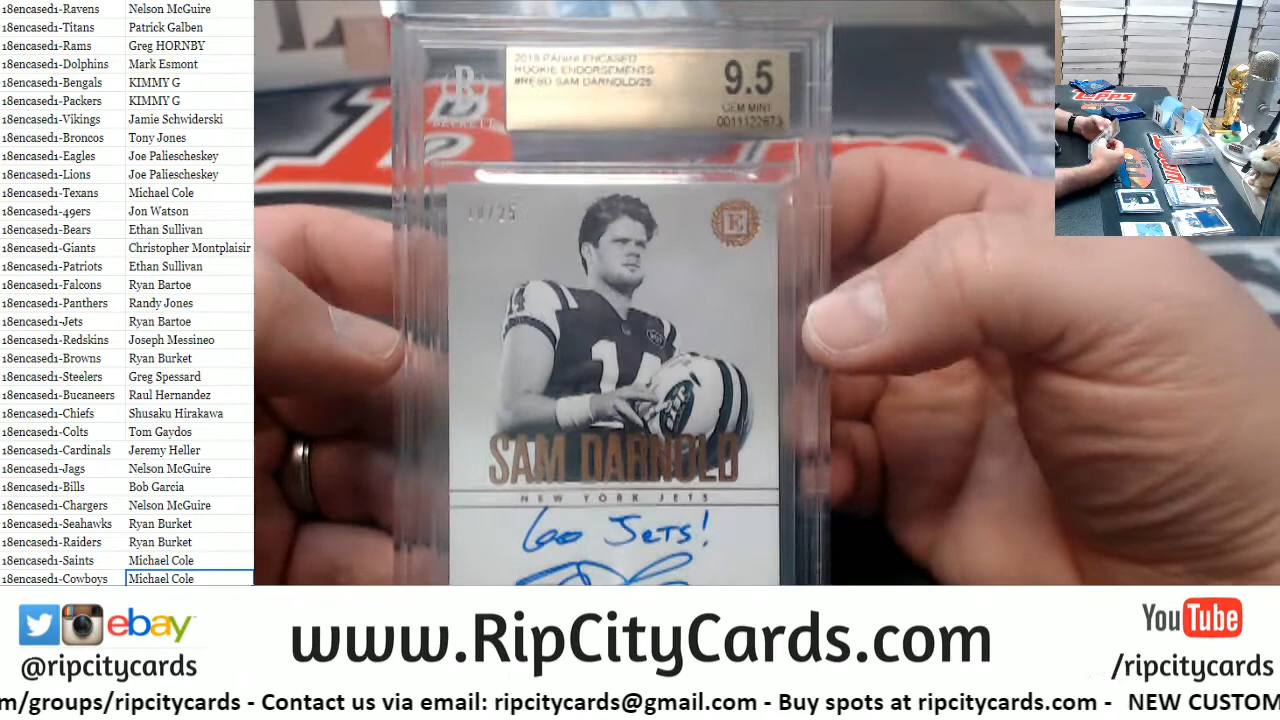 18encased1-Ravens Nelson McGuire
18encased1-Titans Patrick Galben
18encased1-Rams Greg HORNBY
18encased1-Dolphins Mark Esmont
18encased1-Bengals KIMMY G
18encased1-Packers KIMMY G
18encased1-Vikings Jamie Schwiderski
18encased1-Broncos Tony Jones
18encased1-Eagles Joe Paliescheskey
18encased1-Lions Joe Paliescheskey
18encased1-Texans Michael Cole
18encased1-49ers Jon Watson
18encased1-Bears Ethan Sullivan
18encased1-Giants Christopher Montplaisir
18encased1-Patriots Ethan Sullivan
18encased1-Falcons Ryan Bartoe
18encased1-Panthers Randy Jones
18encased1-Jets Ryan Bartoe
18encased1-Redskins Joseph Messineo
18encased1-Browns Ryan Burket
18encased1-Steelers Greg Spessard
18encased1-Bucaneers Raul Hernandez
18encased1-Chiefs Shusaku Hirakawa
18encased1-Colts Tom Gaydos
18encased1-Cardinals Jeremy Heller
18encased1-Jags Nelson McGuire
18encased1-Bills Bob Garcia
18encased1-Chargers Nelson McGuire
18encased1-Seahawks Ryan Burket
18encased1-Raiders Ryan Burket
18encased1-Saints Michael Cole
18encased1-Cowboys Michael Cole
2018 PANINI ENCASED
ROOKIE ENDORSEMENTS
#RESD SAM DARNOLD/25
9.5
GEM MINT
0011122673
BECKETT
E
14
SAM DARNOLD
NEW YORK JETS
Go Jets!
ebay
@ripcitycards
www.RipCityCards.com
YouTube
/ripcitycards
m/groups/ripcitycards - Contact us via email: ripcitycards@gmail.com - Buy spots at ripcitycards.com - NEW CUSTOM